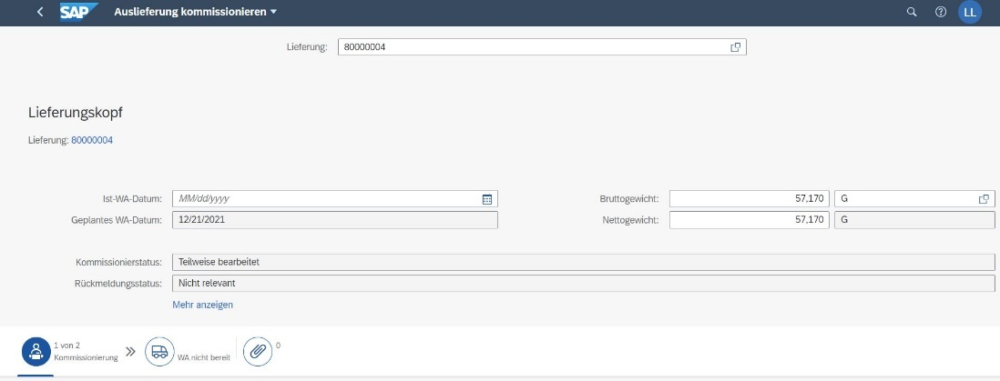 SAP Auslieferung kommissionieren LL
Lieferung: 80000004
Lieferungskopf
Lieferung: 80000004
Ist-WA-Datum: MM/dd/yyyy Bruttogewicht: 57,170 G
Geplantes WA-Datum: 12/21/2021 Nettogewicht: 57,170 G
Kommissionierstatus: Teilweise bearbeitet
Rückmeldungsstatus: Nicht relevant
Mehr anzeigen
1 von 2 0
Kommissionierung WA nicht bereit